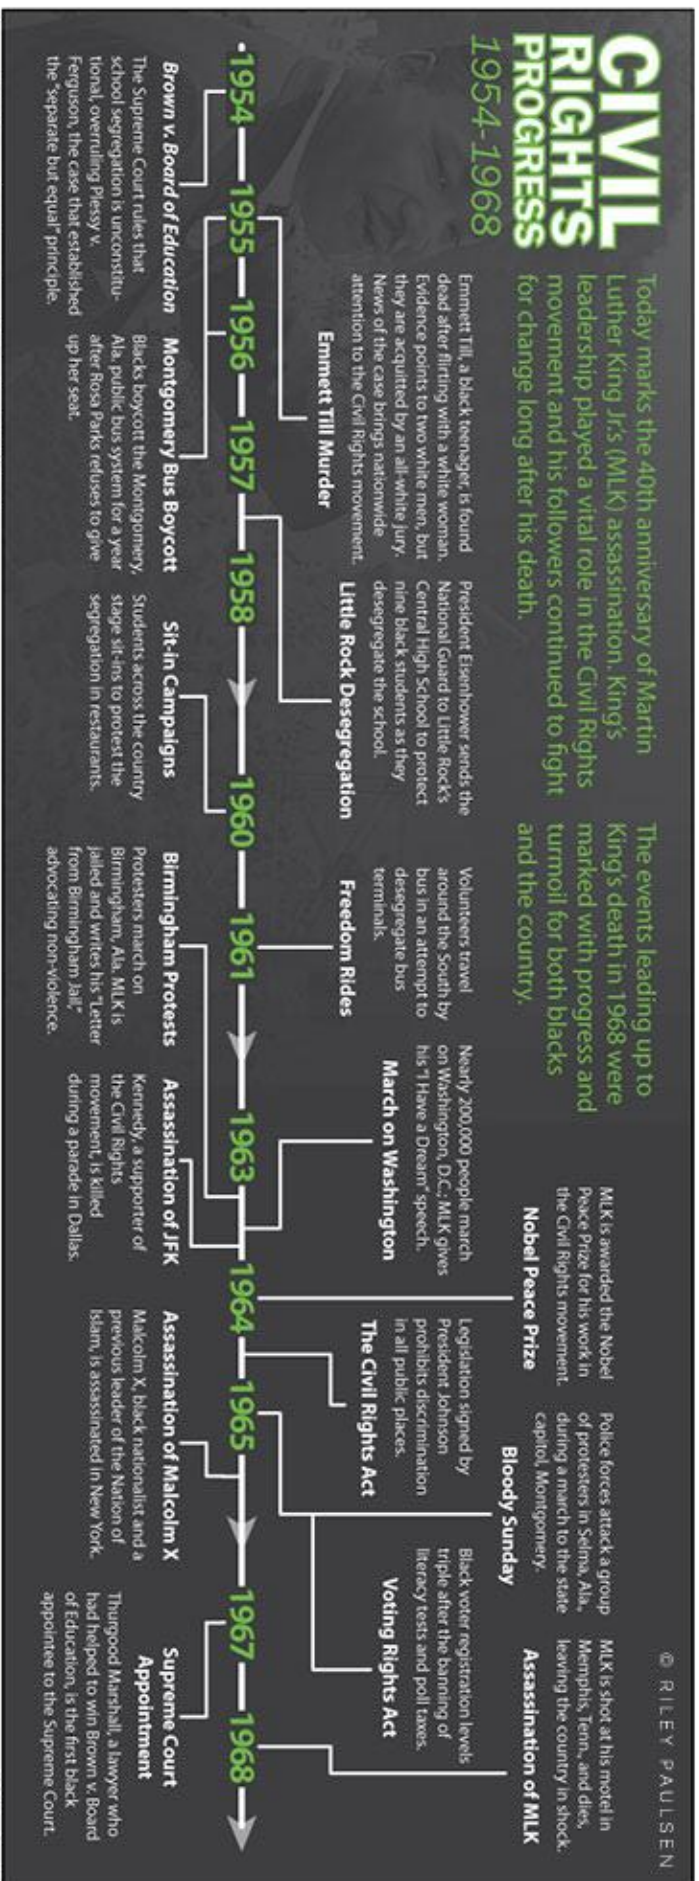 CIVIL
RIGHTS
PROGRESS
1954-1968
Today marks the 40th anniversary of Martin
Luther King Jr.'s (MLK) assassination. King's
leadership played a vital role in the Civil Rights
movement and his followers continued to fight
for change long after his death.
The events leading up to
King's death in 1968 were
marked with progress and
turmoil for both blacks
and the country.
© RILEY PAULSEN
MLK is awarded the Nobel
Peace Prize for his work in
the Civil Rights movement.
Nobel Peace Prize
Police forces attack a group
of protesters in Selma, Ala.,
during a march to the state
capitol, Montgomery.
Bloody Sunday
MLK is shot at his motel in
Memphis, Tenn., and dies,
leaving the country in shock.
Assassination of MLK
Emmett Till, a black teenager, is found
dead after flirting with a white woman.
Evidence points to two white men, but
they are acquitted by an all-white jury.
News of the case brings nationwide
attention to the Civil Rights movement.
Emmett Till Murder
President Eisenhower sends the
National Guard to Little Rock's
Central High School to protect
nine black students as they
desegregate the school.
Little Rock Desegregation
Volunteers travel
around the South by
bus in an attempt to
desegregate bus
terminals.
Freedom Rides
Nearly 200,000 people march
on Washington, D.C., MLK gives
his "I Have a Dream" speech.
March on Washington
Legislation signed by
President Johnson
prohibits discrimination
in all public places.
The Civil Rights Act
Black voter registration levels
triple after the banning of
literacy tests and poll taxes.
Voting Rights Act
1954 1955 1956 1957 1958 1960 1961 1963 1964 1965 1967 1968
Brown v. Board of Education
The Supreme Court rules that
school segregation is unconstitu-
tional, overruling Plessy v.
Ferguson, the case that established
the "separate but equal" principle.
Montgomery Bus Boycott
Blacks boycott the Montgomery,
Ala. public bus system for a year
after Rosa Parks refuses to give
up her seat.
Sit-in Campaigns
Students across the country
stage sit-ins to protest the
segregation in restaurants.
Birmingham Protests
Protesters march on
Birmingham, Ala. MLK is
jailed and writes his "Letter
from Birmingham Jail,"
advocating non-violence.
Assassination of JFK
Kennedy, a supporter of
the Civil Rights
movement, is killed
during a parade in Dallas.
Assassination of Malcolm X
Malcolm X, black nationalist and a
previous leader of the Nation of
Islam, is assassinated in New York.
Supreme Court
Appointment
Thurgood Marshall, a lawyer who
had helped to win Brown v. Board
of Education, is the first black
appointee to the Supreme Court.